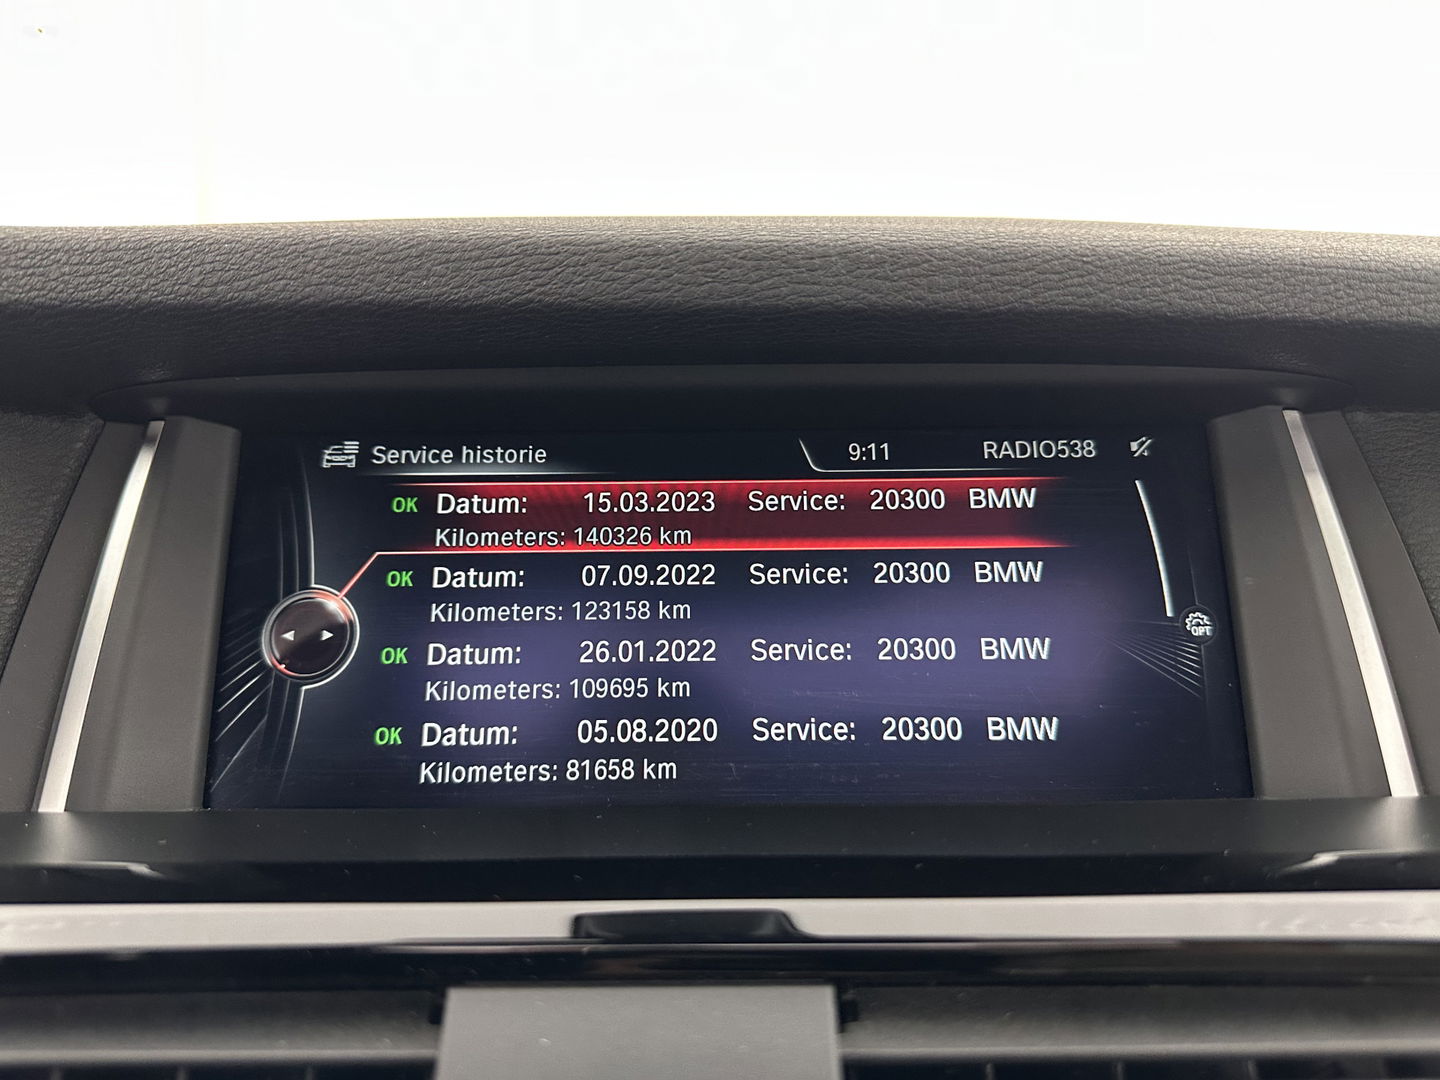 Service historie 9:11 RADIO538
OK Datum: 15.03.2023 Service: 20300 BMW
Kilometers: 140326 km
OK Datum: 07.09.2022 Service: 20300 BMW
Kilometers: 123158 km
OK Datum: 26.01.2022 Service: 20300 BMW
Kilometers: 109695 km
OK Datum: 05.08.2020 Service: 20300 BMW
Kilometers: 81658 km
OPT